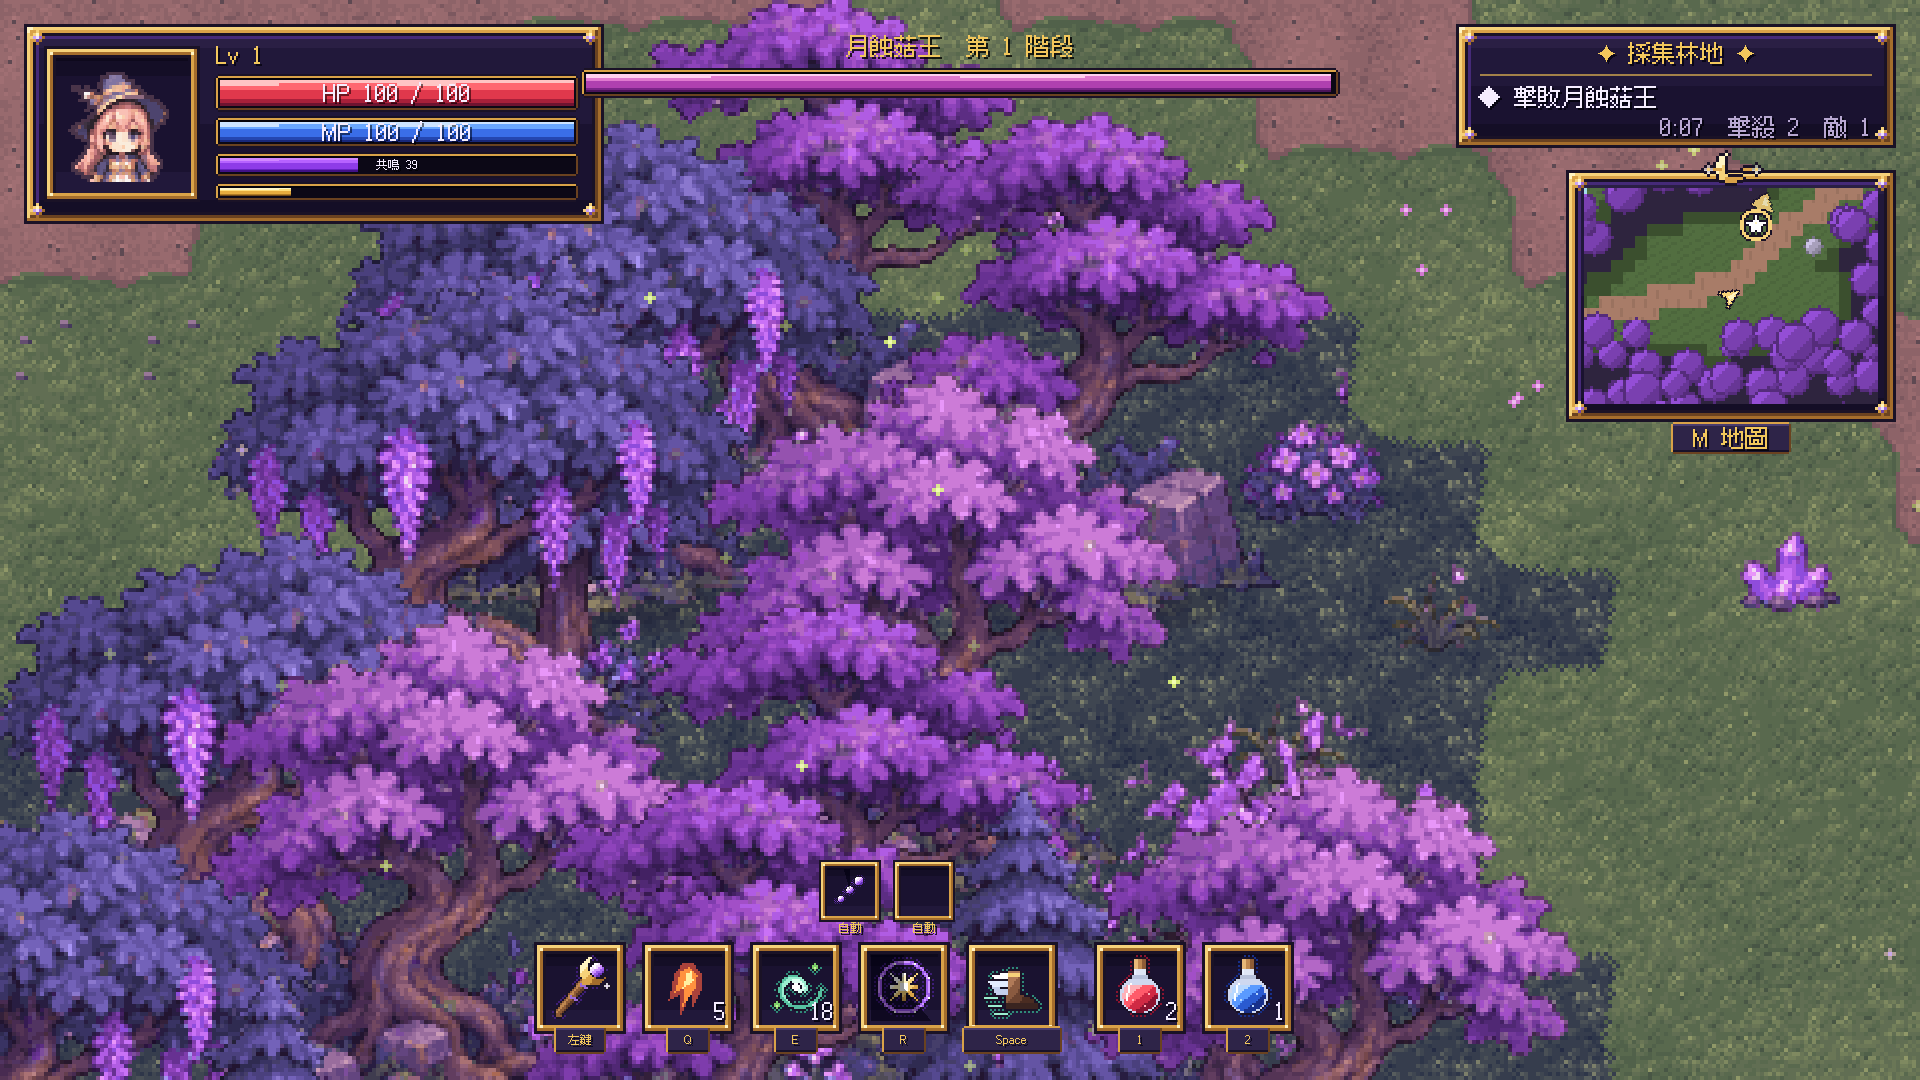 Lv 1
HP 100 / 100
MP 100 / 100
共鳴 39
月蝕菇王 第 1 階段
採集林地
擊敗月蝕菇王
0:07 擊殺 2 敵 1
M 地圖
自動 自動
5 18 2 1
左鍵 Q E R Space 1 2